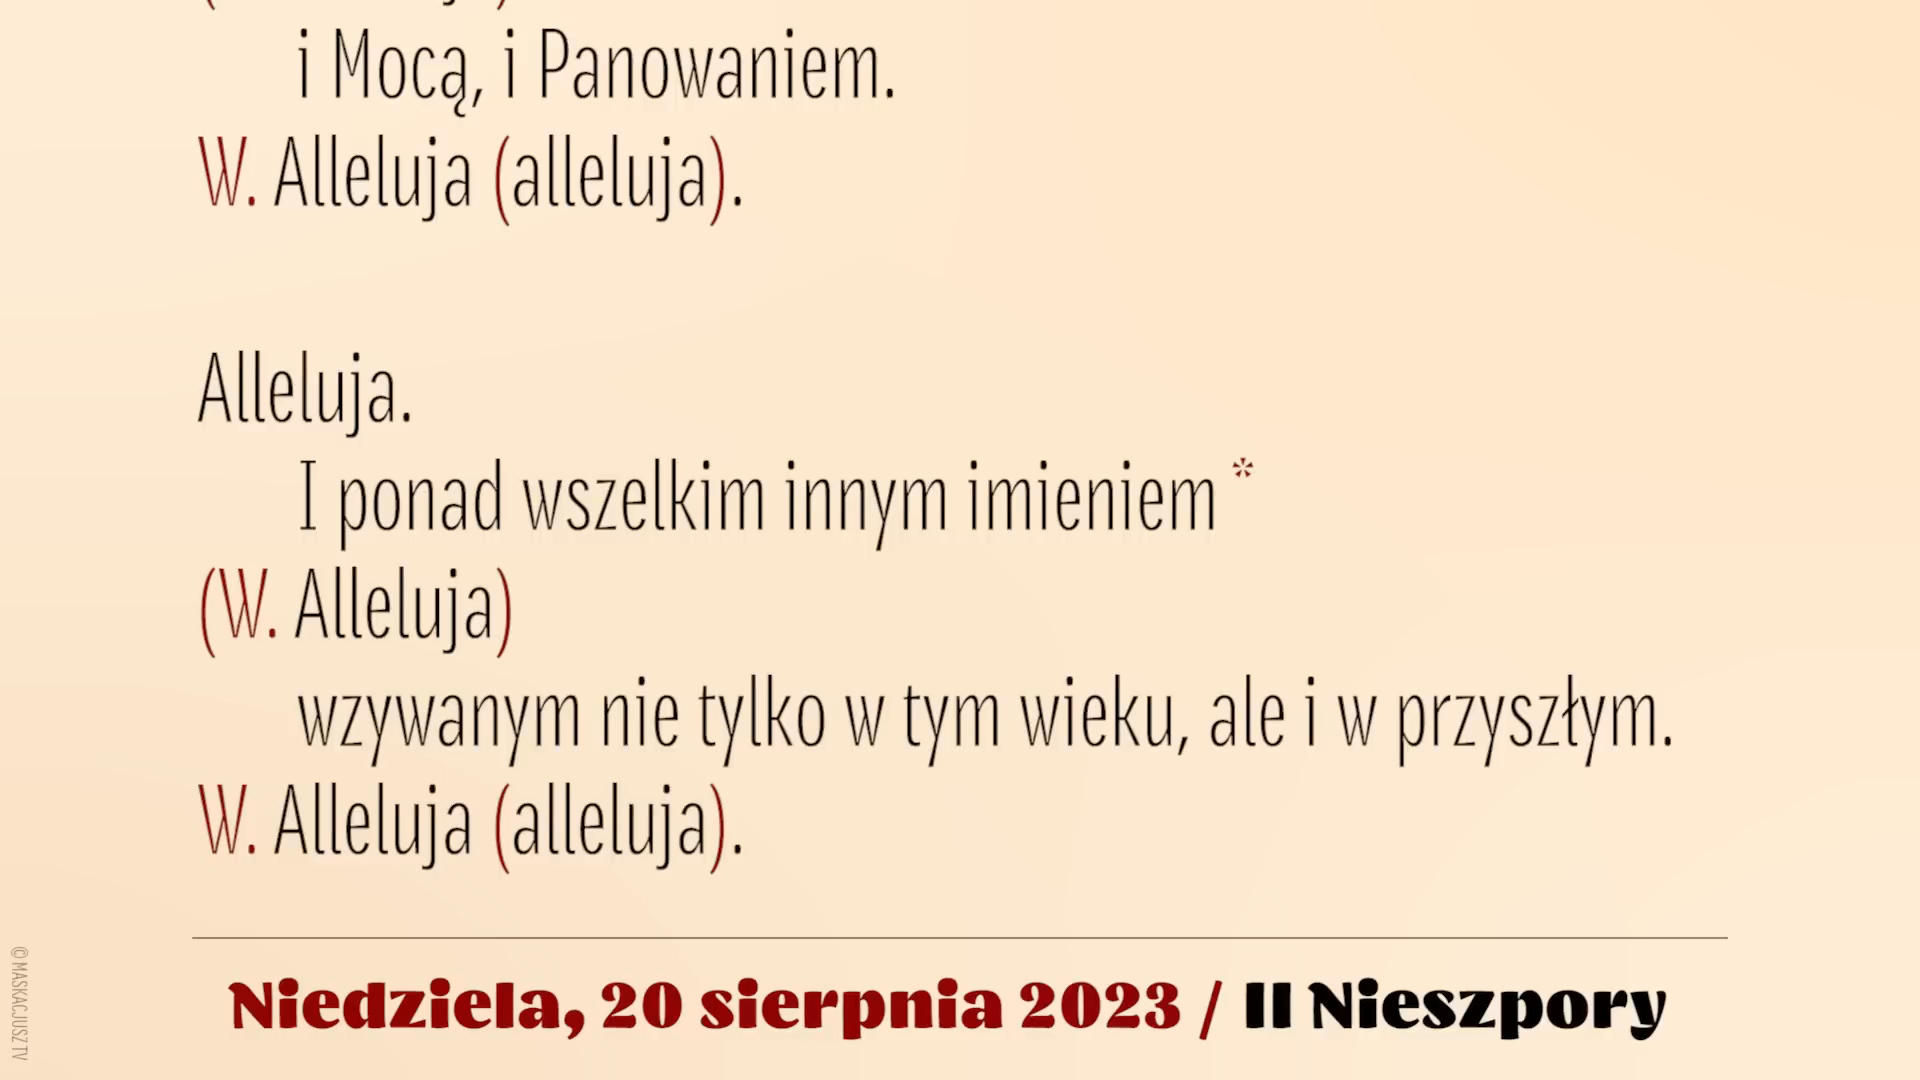 i Mocą, i Panowaniem.
W. Alleluja (alleluja).
Alleluja.
I ponad wszelkim innym imieniem *
(W. Alleluja)
wzywanym nie tylko w tym wieku, ale i w przyszłym.
W. Alleluja (alleluja).
Niedziela, 20 sierpnia 2023 / II Nieszpory
© MASKACJUSZ TV